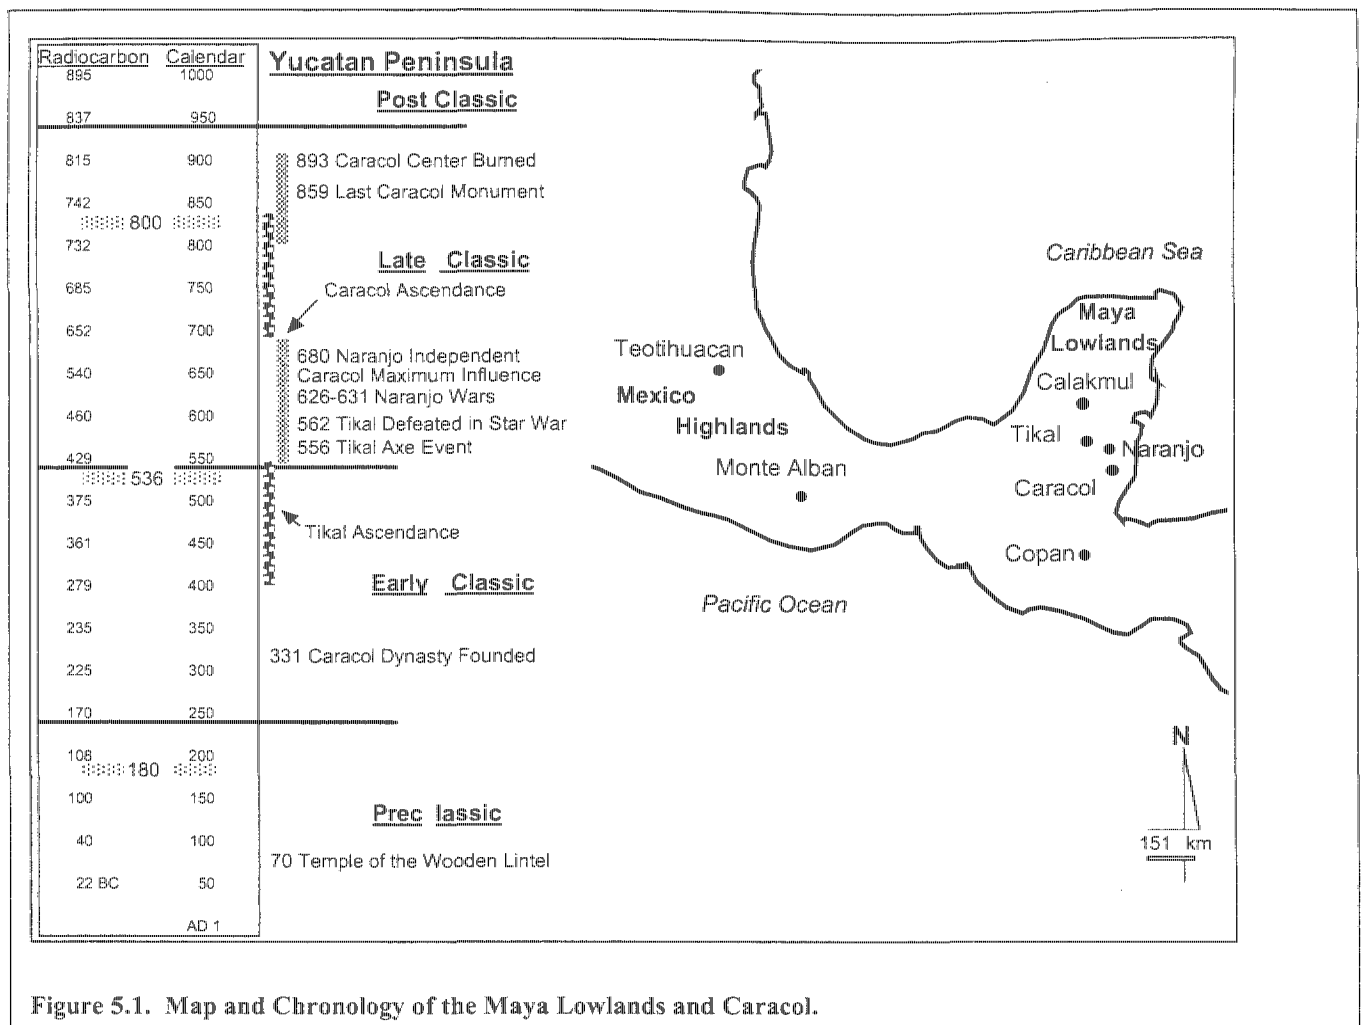 Radiocarbon Calendar
895 1000
837 950
815 900
742 850
800
732 800
685 750
652 700
540 650
460 600
429 550
536
375 500
361 450
279 400
235 350
225 300
170 250
108 200
180
100 150
40 100
22 BC 50
AD 1
Yucatan Peninsula
Post Classic
893 Caracol Center Burned
859 Last Caracol Monument
Late Classic
Caracol Ascendance
680 Naranjo Independent
Caracol Maximum Influence
626-631 Naranjo Wars
562 Tikal Defeated in Star War
556 Tikal Axe Event
Tikal Ascendance
Early Classic
331 Caracol Dynasty Founded
Prec lassic
70 Temple of the Wooden Lintel
Caribbean Sea
Maya
Lowlands
Teotihuacan
Calakmul
Mexico
Highlands
Tikal
Naranjo
Monte Alban
Caracol
Copan
Pacific Ocean
N
151 km
Figure 5.1. Map and Chronology of the Maya Lowlands and Caracol.